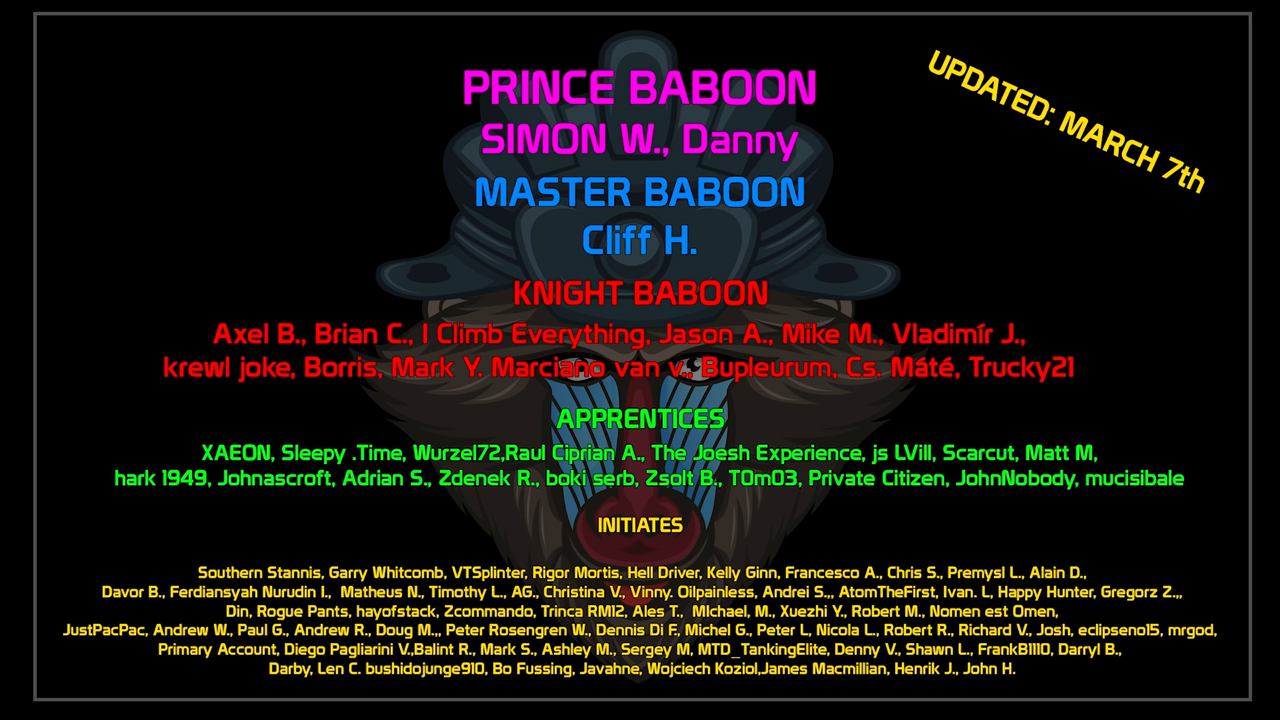 PRINCE BABOON
SIMON W., Danny
UPDATED: MARCH 7th
MASTER BABOON
Cliff H.
KNIGHT BABOON
Axel B., Brian C., I Climb Everything, Jason A., Mike M., Vladimír J.,
krewl joke, Borris, Mark Y. Marciano van v., Bupleurum, Cs. Máté, Trucky21
APPRENTICES
XAEON, Sleepy .Time, Wurzel72,Raul Ciprian A., The Joesh Experience, js LVill, Scarcut, Matt M,
hark 1949, Johnascroft, Adrian S., Zdenek R., boki serb, Zsolt B., T0m03, Private Citizen, JohnNobody, mucisibale
INITIATES
Southern Stannis, Garry Whitcomb, VTSplinter, Rigor Mortis, Hell Driver, Kelly Ginn, Francesco A., Chris S., Premysl L., Alain D.,
Davor B., Ferdiansyah Nurudin I., Matheus N., Timothy L., AG., Christina V., Vinny. Oilpainless, Andrei S.,, AtomTheFirst, Ivan. L, Happy Hunter, Gregorz Z.,,
Din, Rogue Pants, hayofstack, Zcommando, Trinca RM12, Ales T., MIchael, M., Xuezhi Y., Robert M., Nomen est Omen,
JustPacPac, Andrew W., Paul G., Andrew R., Doug M.,, Peter Rosengren W., Dennis Di F, Michel G., Peter L, Nicola L., Robert R., Richard V., Josh, eclipseno15, mrgod,
Primary Account, Diego Pagliarini V.,Balint R., Mark S., Ashley M., Sergey M, MTD_TankingElite, Denny V., Shawn L., FrankB1110, Darryl B.,
Darby, Len C. bushidojunge910, Bo Fussing, Javahne, Wojciech Koziol,James Macmillian, Henrik J., John H.